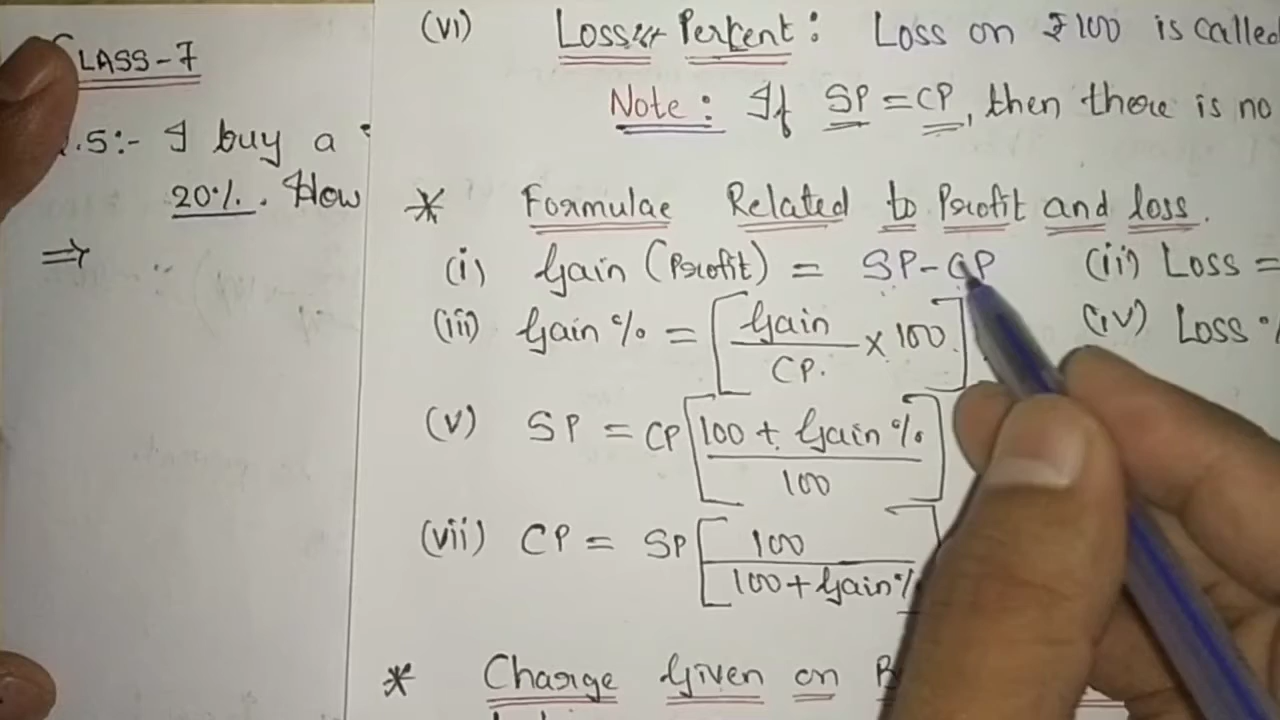 CLASS-7
Q.5:- I buy a
20%. How
⇒
(vi) Loss Percent: Loss on ₹100 is called
Note: If SP = CP, then there is no
* Formulae Related to Profit and loss.
(i) Gain (Profit) = SP-CP (ii) Loss =
(iii) Gain % = [Gain/CP. × 100] (iv) Loss %
(v) SP = CP [100 + Gain %/100]
(vii) CP = SP [100/100 + Gain %
* Charge Given on